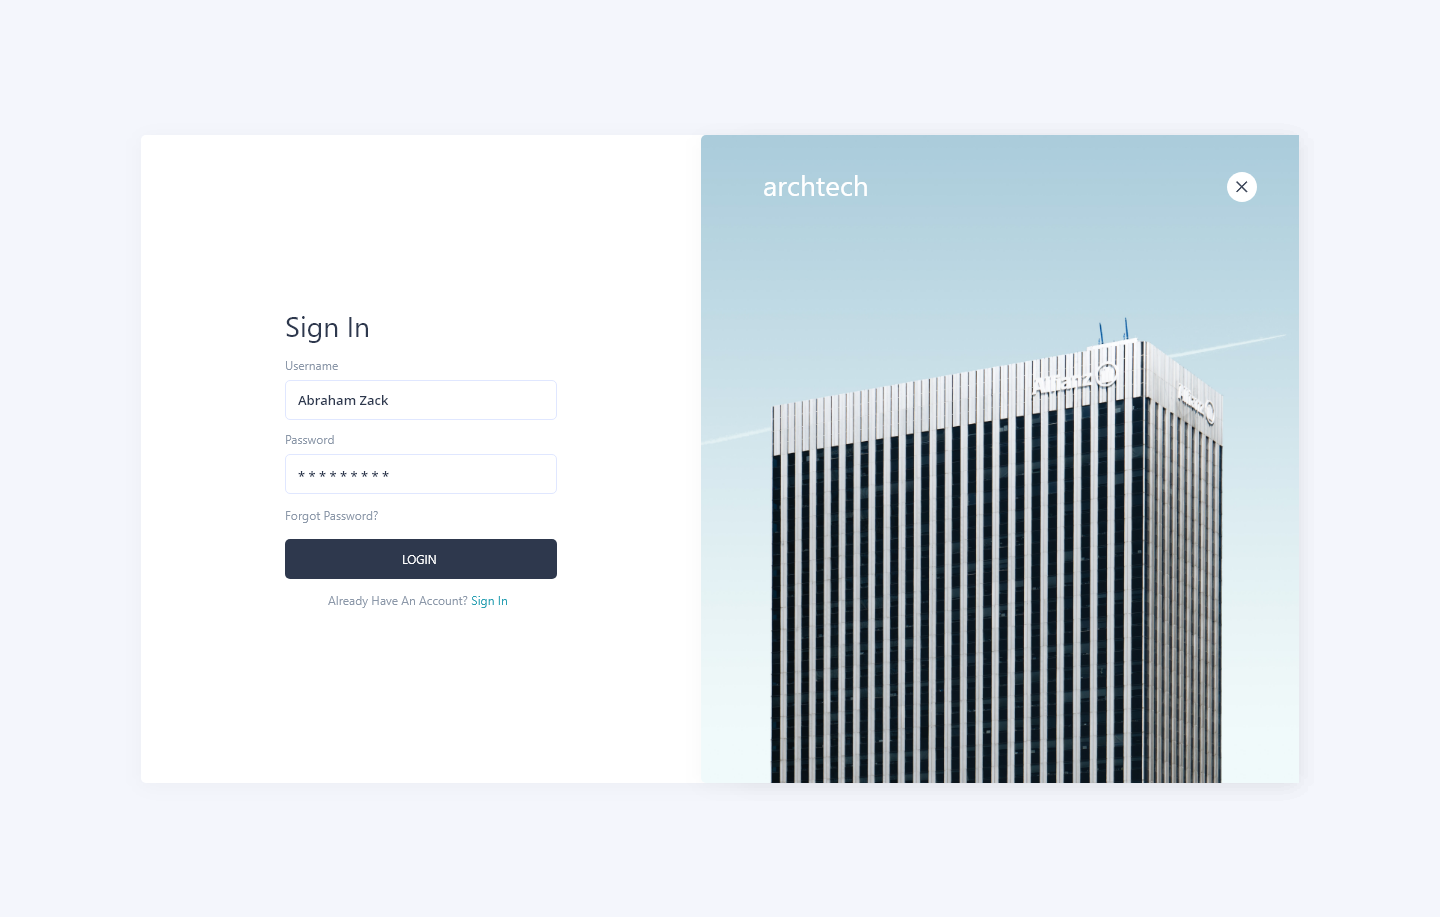 archtech
Sign In
Username
Abraham Zack
Password
* * * * * * * * *
Forgot Password?
LOGIN
Already Have An Account? Sign In
Allianz
Allianz